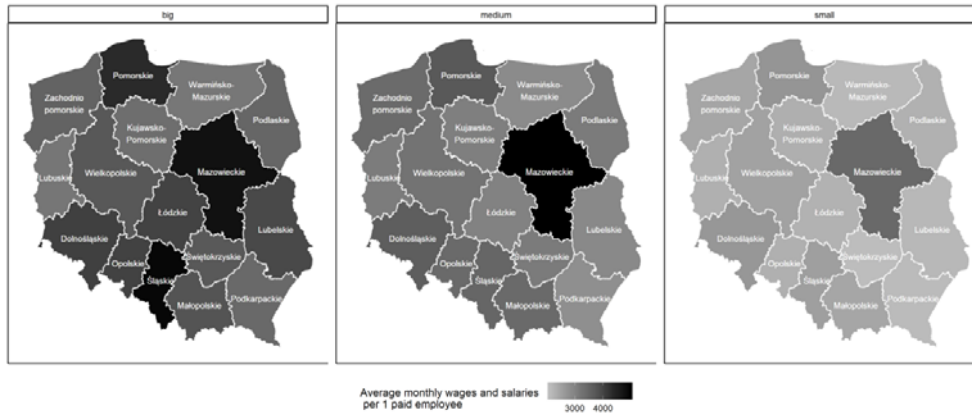 big
medium
small
Pomorskie
Warmińsko-
Mazurskie
Zachodnio
pomorskie
Podlaskie
Kujawsko-
Pomorskie
Mazowieckie
Wielkopolskie
Lubuskie
Łódzkie
Lubelskie
Dolnośląskie
Opolskie
Śląskie
Świętokrzyskie
Małopolskie
Podkarpackie
Pomorskie
Warmińsko-
Mazurskie
Zachodnio
pomorskie
Podlaskie
Kujawsko-
Pomorskie
Mazowieckie
Wielkopolskie
Lubuskie
Łódzkie
Lubelskie
Dolnośląskie
Opolskie
Śląskie
Świętokrzyskie
Małopolskie
Podkarpackie
Pomorskie
Warmińsko-
Mazurskie
Zachodnio
pomorskie
Podlaskie
Kujawsko-
Pomorskie
Mazowieckie
Wielkopolskie
Lubuskie
Łódzkie
Lubelskie
Dolnośląskie
Opolskie
Śląskie
Świętokrzyskie
Małopolskie
Podkarpackie
Average monthly wages and salaries
per 1 paid employee
3000 4000